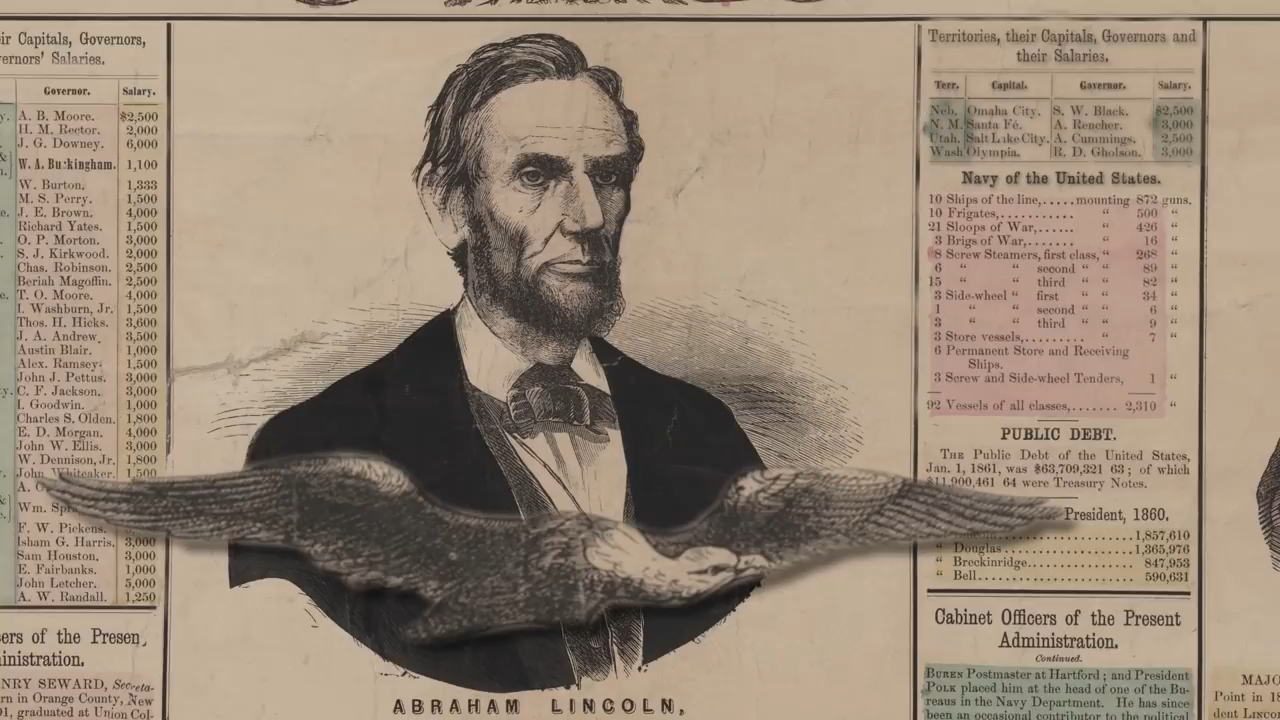 eir Capitals, Governors,
vernors' Salaries.
Governor. Salary.
A. B. Moore. $2,500
H. M. Rector. 2,000
J. G. Downey. 6,000
W. A. Buckingham. 1,100
W. Burton. 1,333
M. S. Perry. 1,500
J. E. Brown. 4,000
Richard Yates. 1,500
O. P. Morton. 3,000
S. J. Kirkwood. 2,000
Chas. Robinson. 2,500
Beriah Magoffin. 2,500
T. O. Moore. 4,000
I. Washburn, Jr. 1,500
Thos. H. Hicks. 3,600
J. A. Andrew. 3,500
Austin Blair. 1,000
Alex. Ramsey. 1,500
John J. Pettus. 3,000
C. F. Jackson. 3,000
I. Goodwin. 1,000
Charles S. Olden. 1,800
E. D. Morgan. 4,000
John W. Ellis. 3,000
W. Dennison, Jr. 1,800
John Whiteaker. 1,500
A.
Wm.
F. W. Pickens.
Isham G. Harris. 3,000
Sam Houston. 3,000
E. Fairbanks. 1,000
John Letcher. 5,000
A. W. Randall. 1,250
cers of the Presen
ministration.
NRY SEWARD, Secreta-
rn in Orange County, New
01, graduated at Union Col-
ABRAHAM LINCOLN,
Territories, their Capitals, Governors and
their Salaries.
Terr. Capital. Governor. Salary.
Neb. Omaha City. S. W. Black. $2,500
N. M. Santa Fé. A. Rencher. 3,000
Utah. Salt Lake City. A. Cummings. 2,500
Wash Olympia. R. D. Gholson. 3,000
Navy of the United States.
10 Ships of the line,.....mounting 872 guns.
10 Frigates,........... " 500 "
21 Sloops of War,...... " 426 "
3 Brigs of War,....... " 16 "
8 Screw Steamers, first class, " 268 "
6 " " second " " 89 "
15 " " third " " 82 "
3 Side-wheel " first " " 34 "
1 " " second " " 6 "
3 " " third " " 9 "
3 Store vessels,......... " 7 "
6 Permanent Store and Receiving
Ships.
3 Screw and Side-wheel Tenders, 1 "
92 Vessels of all classes,....... 2,310 "
PUBLIC DEBT.
THE Public Debt of the United States,
Jan. 1, 1861, was $63,709,321 63; of which
$11,900,461 64 were Treasury Notes.
President, 1860.
1,857,610
" Douglas.......................1,365,976
" Breckinridge................... 847,953
" Bell........................... 590,631
Cabinet Officers of the Present
Administration.
Continued.
BUREN Postmaster at Hartford; and President
POLK placed him at the head of one of the Bu-
reaus in the Navy Department. He has since
been an occasional contributor to the political
MAJO
Point in 18
dent LINCO